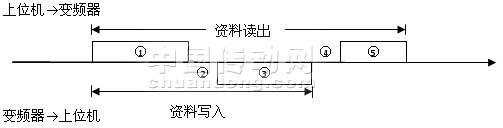 上位机→变频器
资料读出
① ④ ⑤
中国传动网
② ③
chuandong.com
资料写入
变频器→上位机